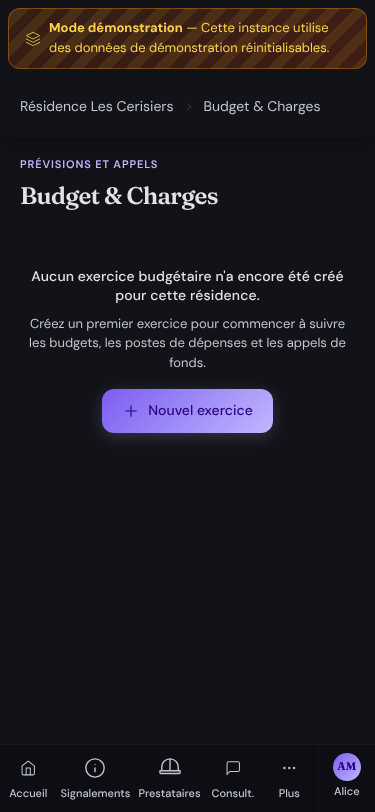 Mode démonstration — Cette instance utilise
des données de démonstration réinitialisables.
Résidence Les Cerisiers > Budget & Charges
PRÉVISIONS ET APPELS
Budget & Charges
Aucun exercice budgétaire n'a encore été créé
pour cette résidence.
Créez un premier exercice pour commencer à suivre
les budgets, les postes de dépenses et les appels de
fonds.
+ Nouvel exercice
AM
Accueil Signalements Prestataires Consult. Plus Alice